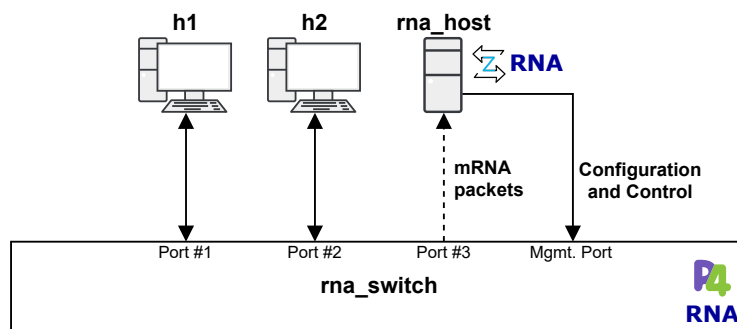 h1
h2
rna_host
Z RNA
mRNA
packets
Configuration
and Control
Port #1
Port #2
Port #3
Mgmt. Port
rna_switch
P4
RNA